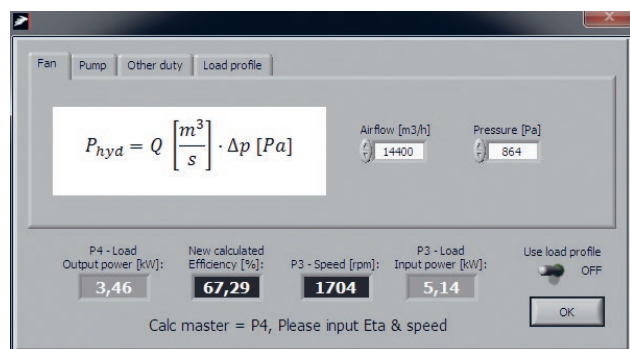 Fan Pump Other duty Load profile
P_hyd = Q [m³/s] · Δp [Pa]
Airflow [m3/h] Pressure [Pa]
14400 864
P4 - Load Output power [kW]: New calculated Efficiency [%]: P3 - Speed [rpm]: P3 - Load Input power [kW]: Use load profile
3,46 67,29 1704 5,14 OFF
OK
Calc master = P4, Please input Eta & speed